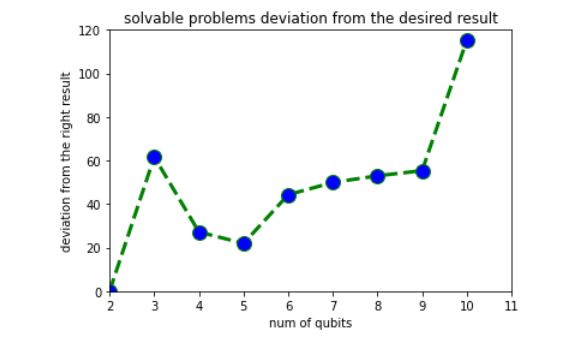 solvable problems deviation from the desired result
120
100
80
60
40
20
0
deviation from the right result
2 3 4 5 6 7 8 9 10 11
num of qubits